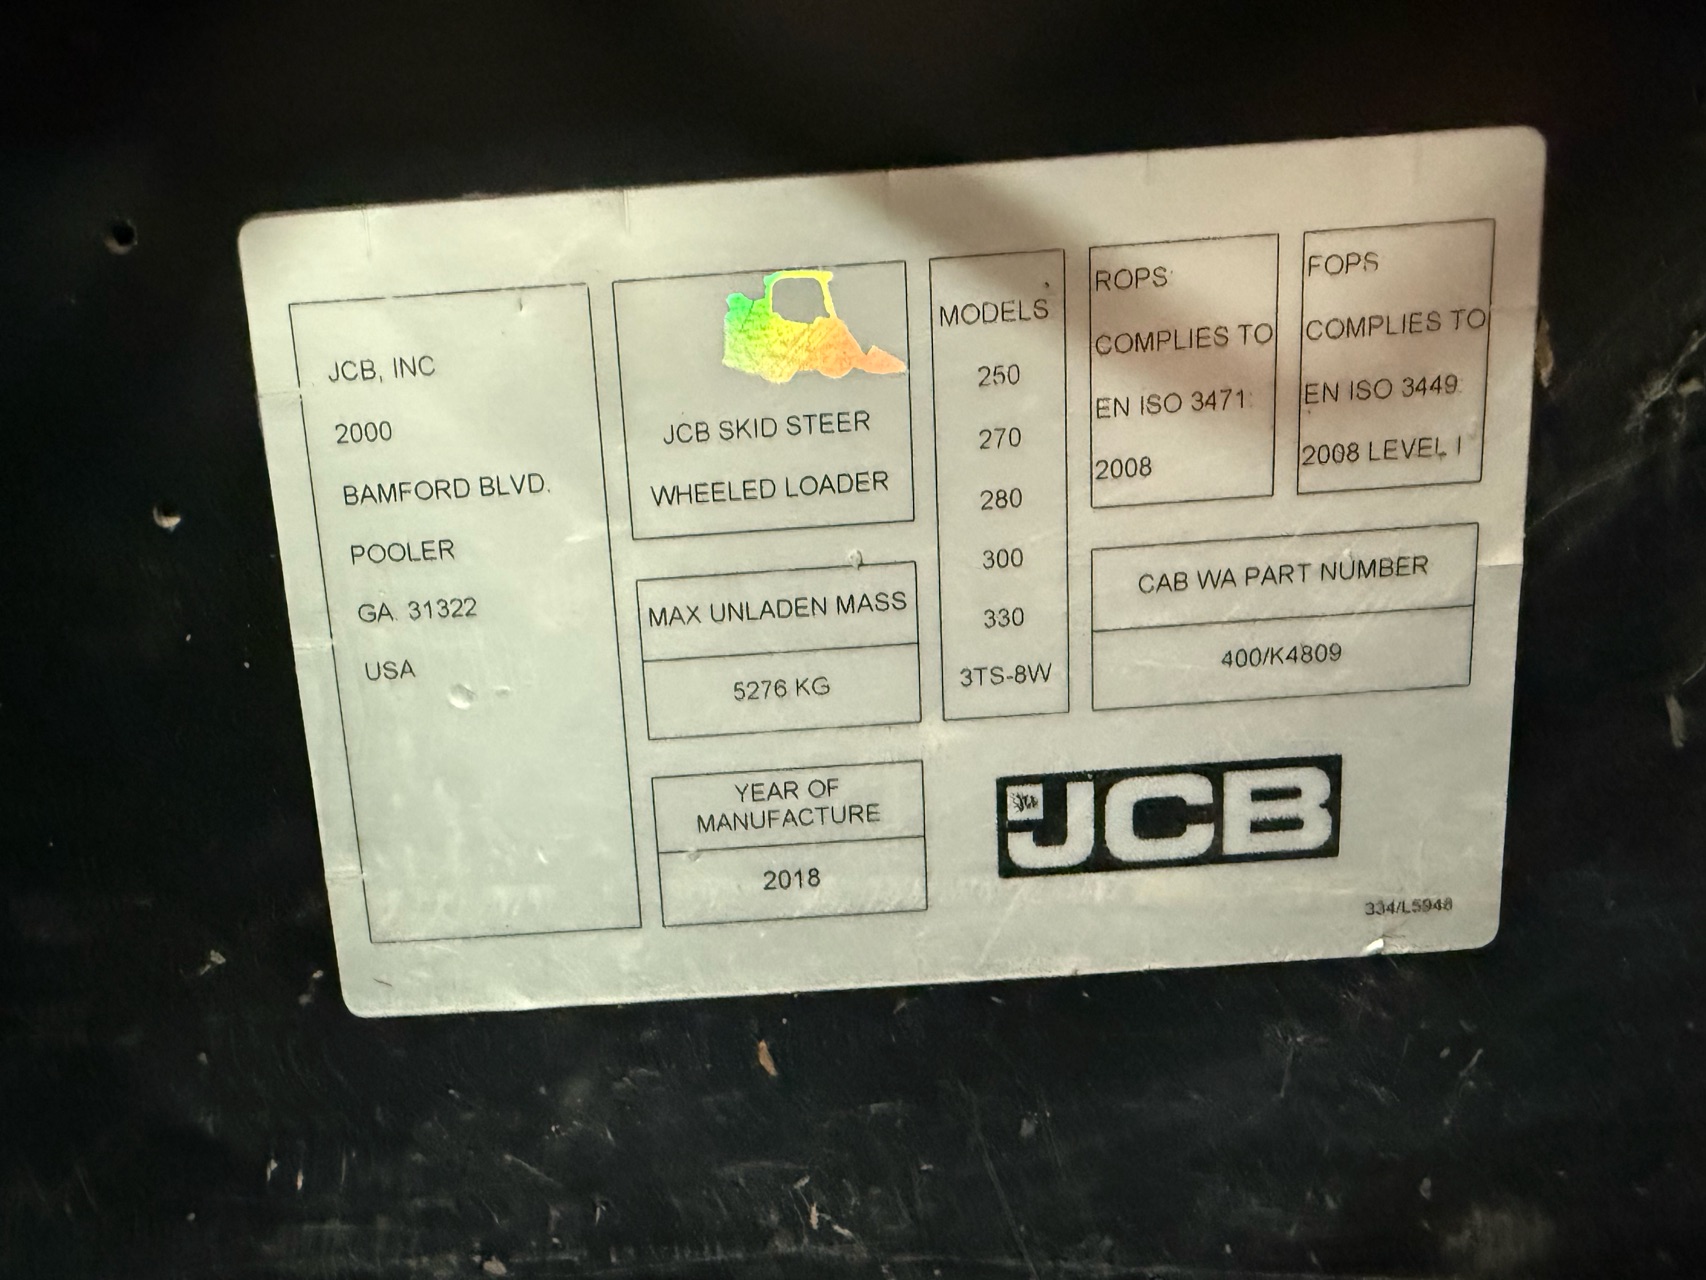 JCB, INC
2000
BAMFORD BLVD.
POOLER
GA. 31322
USA
JCB SKID STEER
WHEELED LOADER
MAX UNLADEN MASS
5276 KG
YEAR OF
MANUFACTURE
2018
MODELS
250
270
280
300
330
3TS-8W
ROPS
COMPLIES TO
EN ISO 3471:
2008
FOPS
COMPLIES TO
EN ISO 3449:
2008 LEVEL I
CAB WA PART NUMBER
400/K4809
JCB
334/L5948